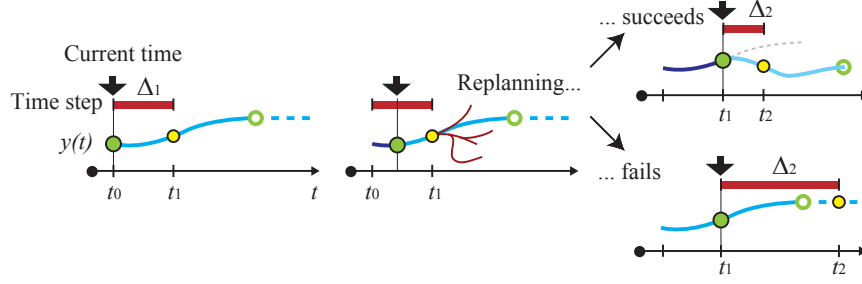 Current time
Time step
Δ1
y(t)
t0
t1
t
Replanning...
t0
t1
... succeeds
Δ2
t1
t2
... fails
Δ2
t1
t2